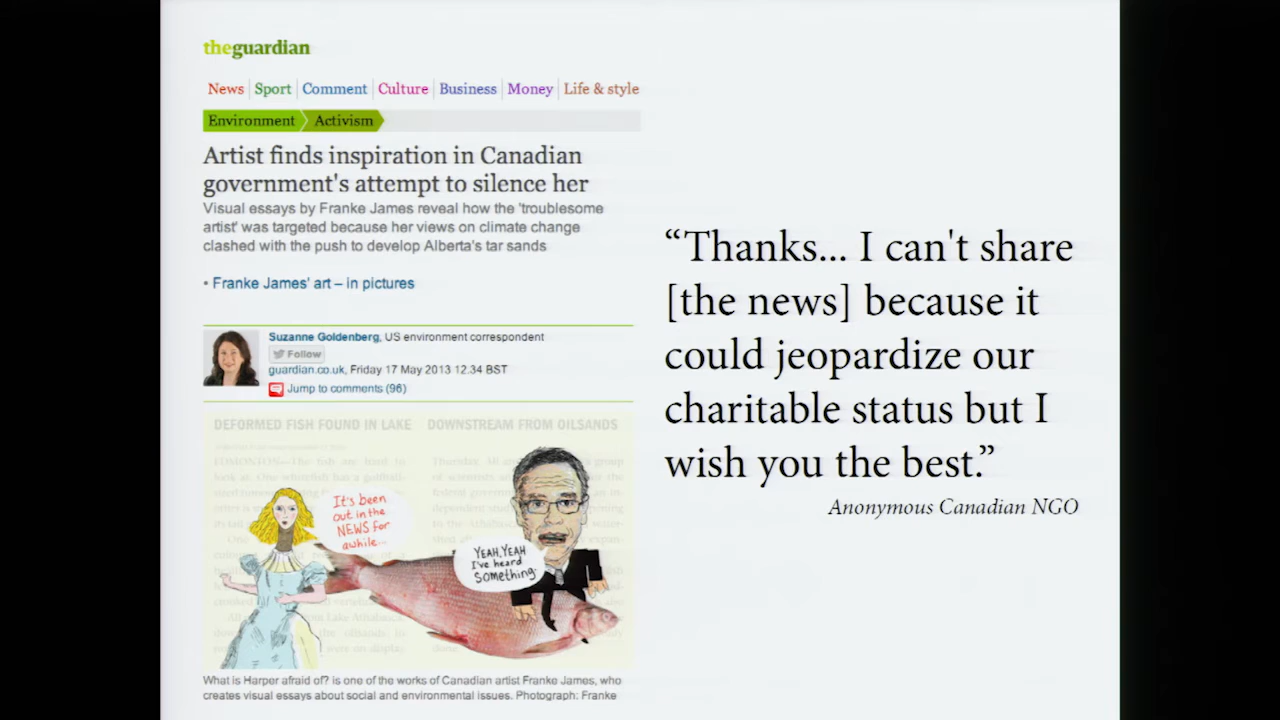 theguardian
News Sport Comment Culture Business Money Life & style
Environment Activism
Artist finds inspiration in Canadian
government's attempt to silence her
Visual essays by Franke James reveal how the 'troublesome
artist' was targeted because her views on climate change
clashed with the push to develop Alberta's tar sands
• Franke James' art – in pictures
Suzanne Goldenberg, US environment correspondent
Follow
guardian.co.uk, Friday 17 May 2013 12.34 BST
Jump to comments (96)
DEFORMED FISH FOUND IN LAKE DOWNSTREAM FROM OILSANDS
It's been
out in the
NEWS for
awhile...
YEAH, YEAH
I've heard
something.
What is Harper afraid of? is one of the works of Canadian artist Franke James, who
creates visual essays about social and environmental issues. Photograph: Franke
“Thanks... I can't share
[the news] because it
could jeopardize our
charitable status but I
wish you the best.”
Anonymous Canadian NGO